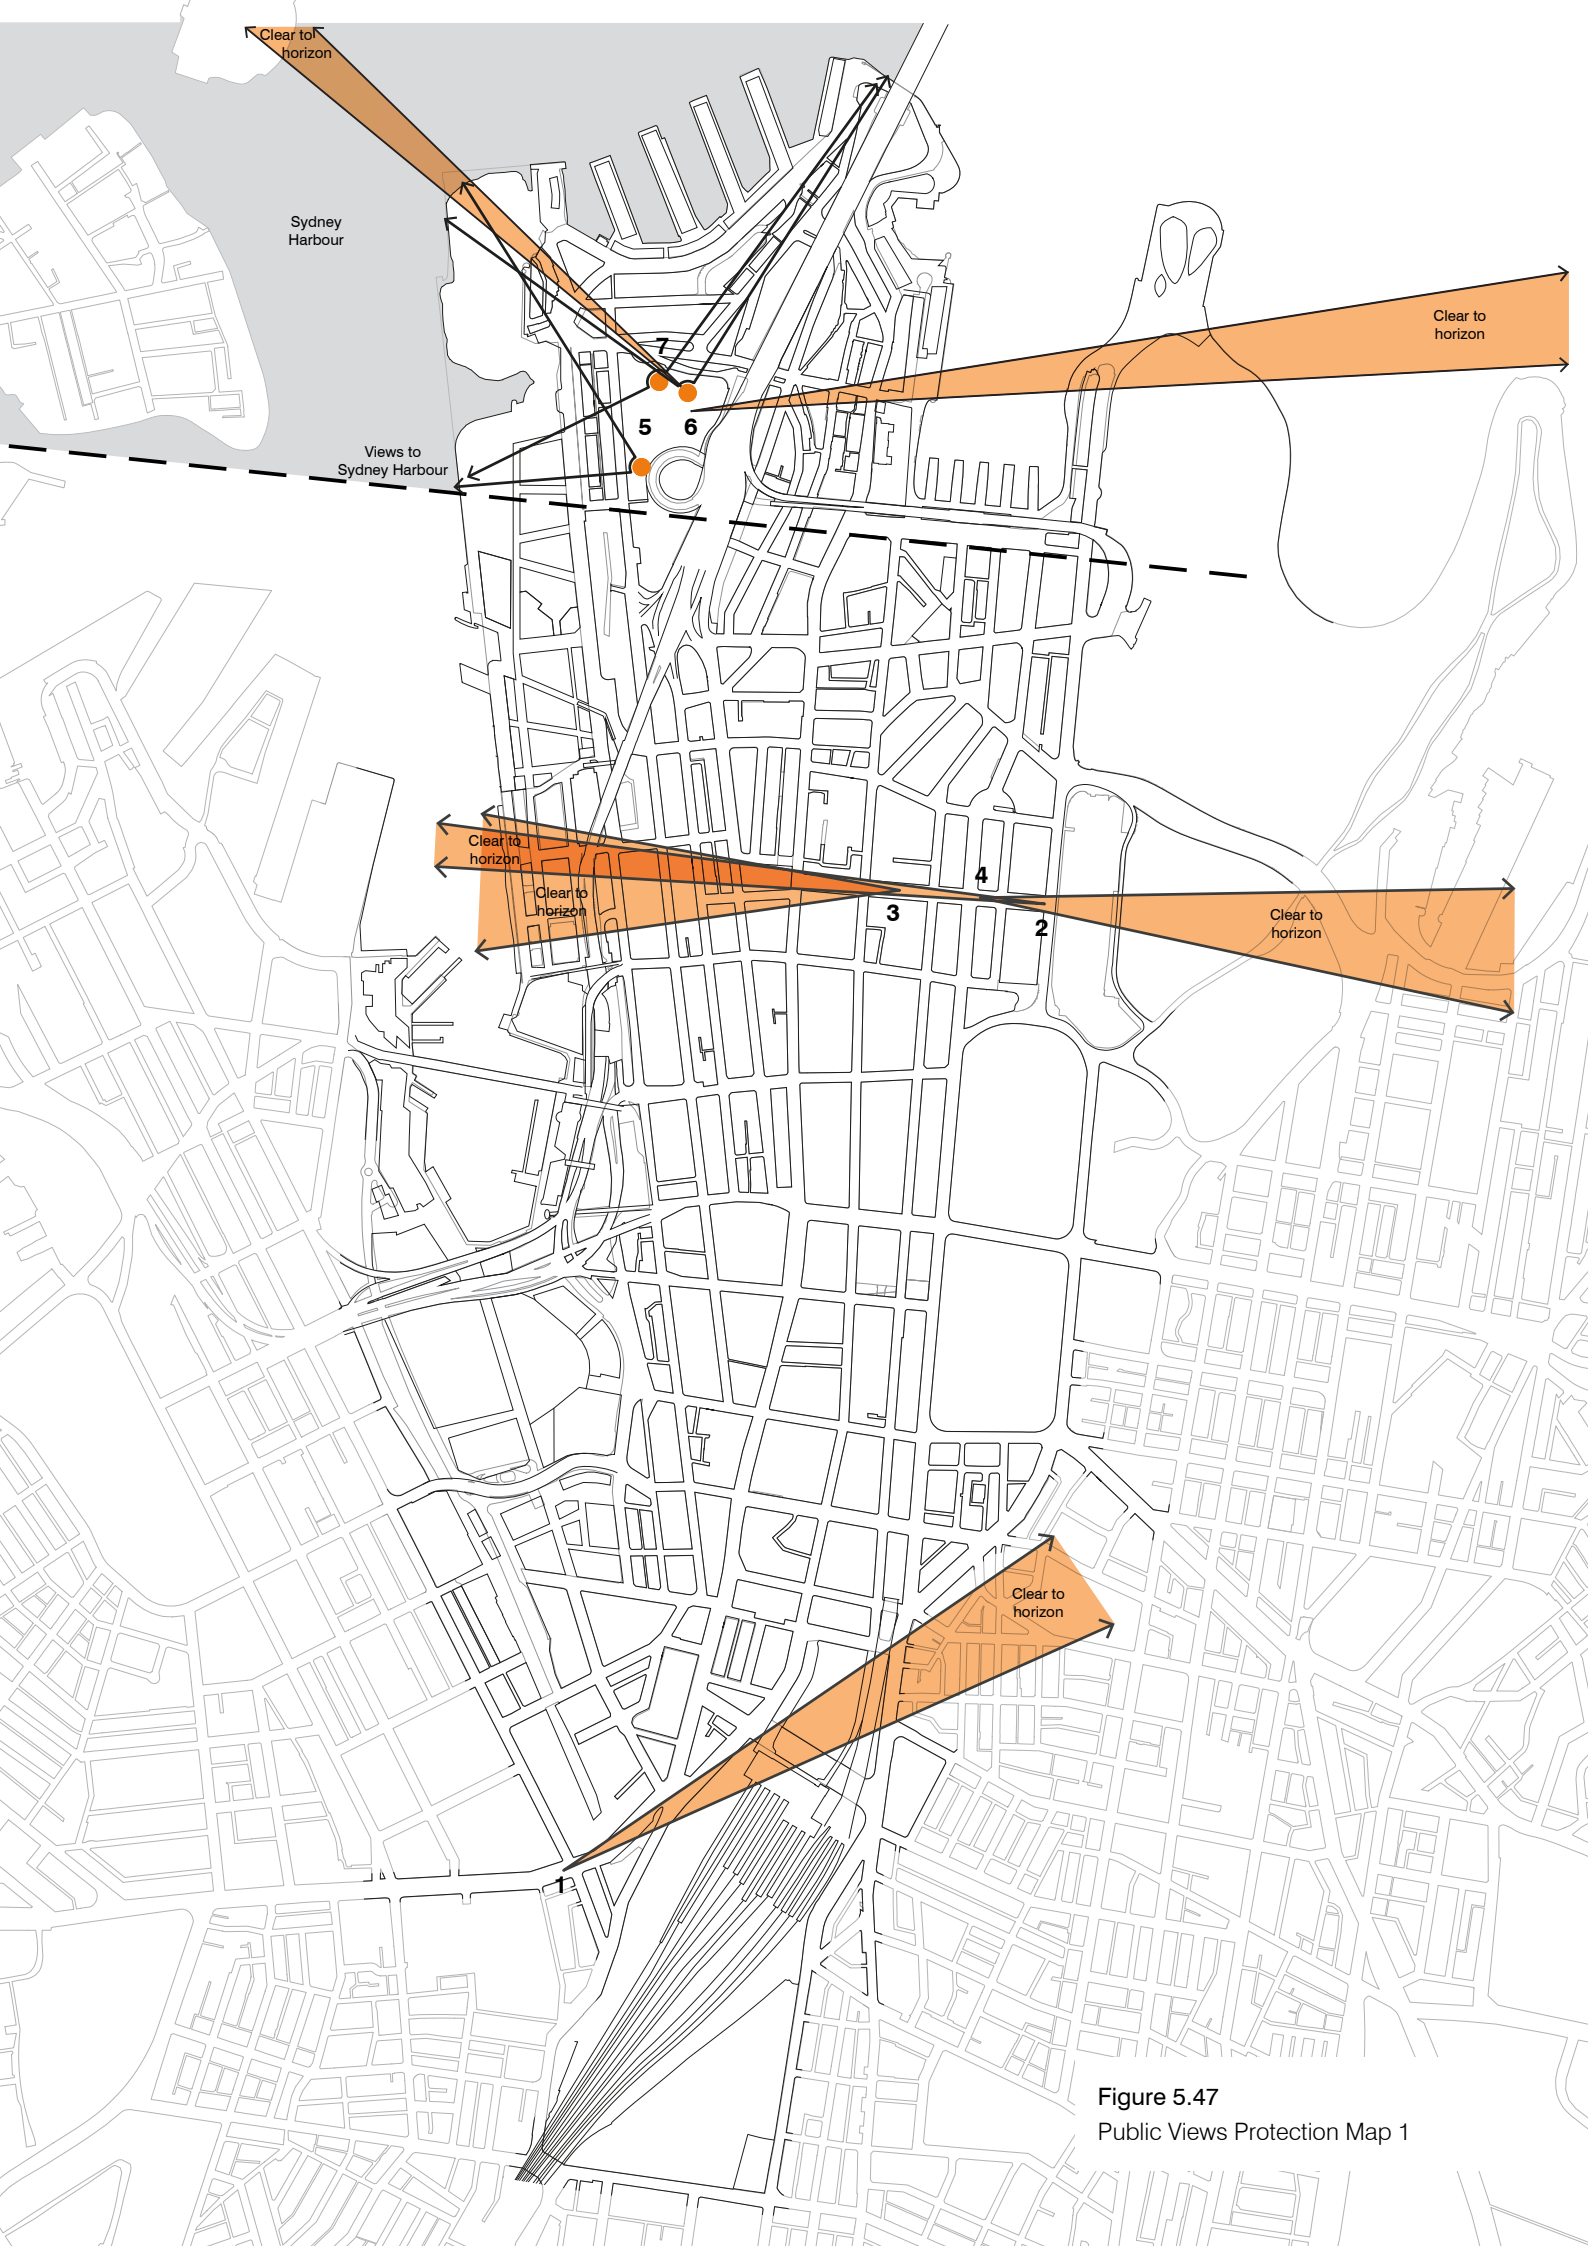 Clear to
horizon
Sydney
Harbour
Clear to
horizon
7
5
6
Views to
Sydney Harbour
Clear to
horizon
4
Clear to
horizon
3
2
Clear to
horizon
Clear to
horizon
1
Figure 5.47
Public Views Protection Map 1